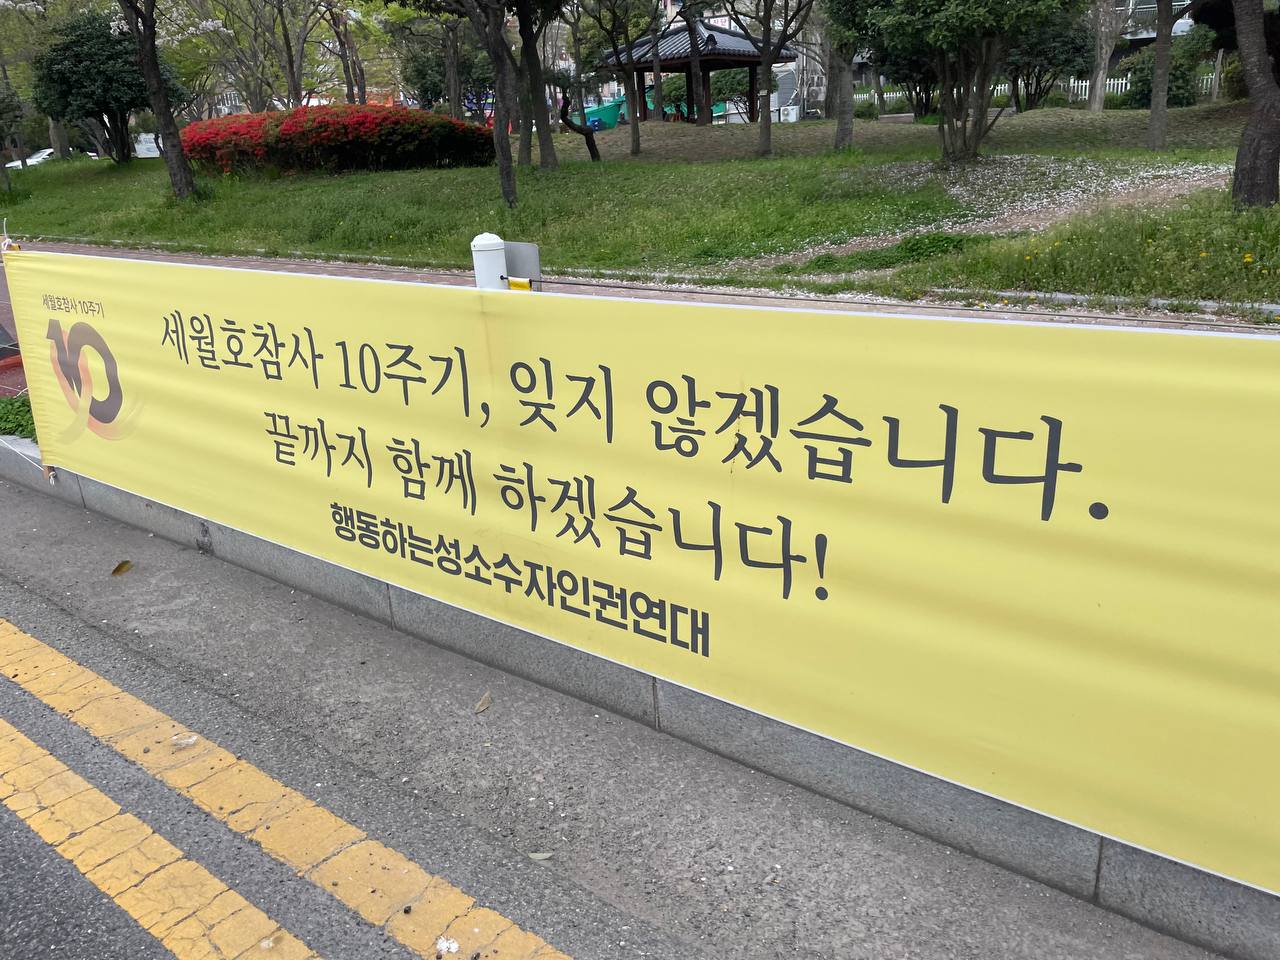 세월호참사 10주기
10
세월호참사 10주기, 잊지 않겠습니다.
끝까지 함께 하겠습니다!
행동하는성소수자인권연대